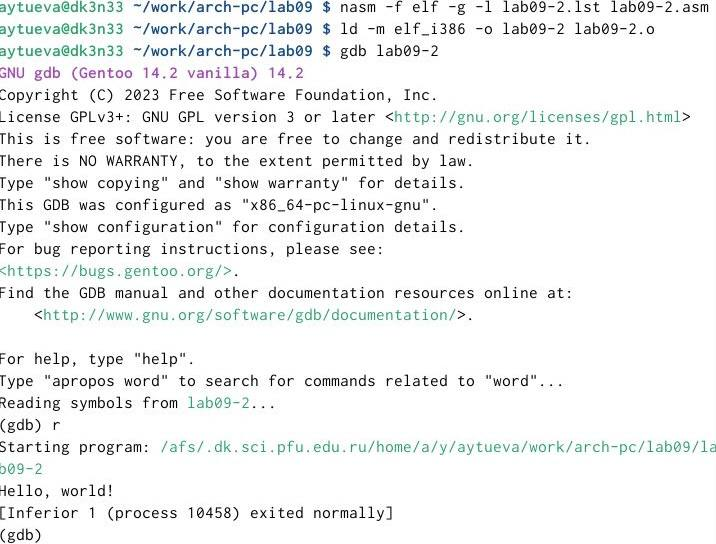 aytueva@dk3n33 ~/work/arch-pc/lab09 $ nasm -f elf -g -l lab09-2.lst lab09-2.asm
aytueva@dk3n33 ~/work/arch-pc/lab09 $ ld -m elf_i386 -o lab09-2 lab09-2.o
aytueva@dk3n33 ~/work/arch-pc/lab09 $ gdb lab09-2
GNU gdb (Gentoo 14.2 vanilla) 14.2
Copyright (C) 2023 Free Software Foundation, Inc.
License GPLv3+: GNU GPL version 3 or later <http://gnu.org/licenses/gpl.html>
This is free software: you are free to change and redistribute it.
There is NO WARRANTY, to the extent permitted by law.
Type "show copying" and "show warranty" for details.
This GDB was configured as "x86_64-pc-linux-gnu".
Type "show configuration" for configuration details.
For bug reporting instructions, please see:
<https://bugs.gentoo.org/>.
Find the GDB manual and other documentation resources online at:
    <http://www.gnu.org/software/gdb/documentation/>.

For help, type "help".
Type "apropos word" to search for commands related to "word"...
Reading symbols from lab09-2...
(gdb) r
Starting program: /afs/.dk.sci.pfu.edu.ru/home/a/y/aytueva/work/arch-pc/lab09/la
b09-2
Hello, world!
[Inferior 1 (process 10458) exited normally]
(gdb)